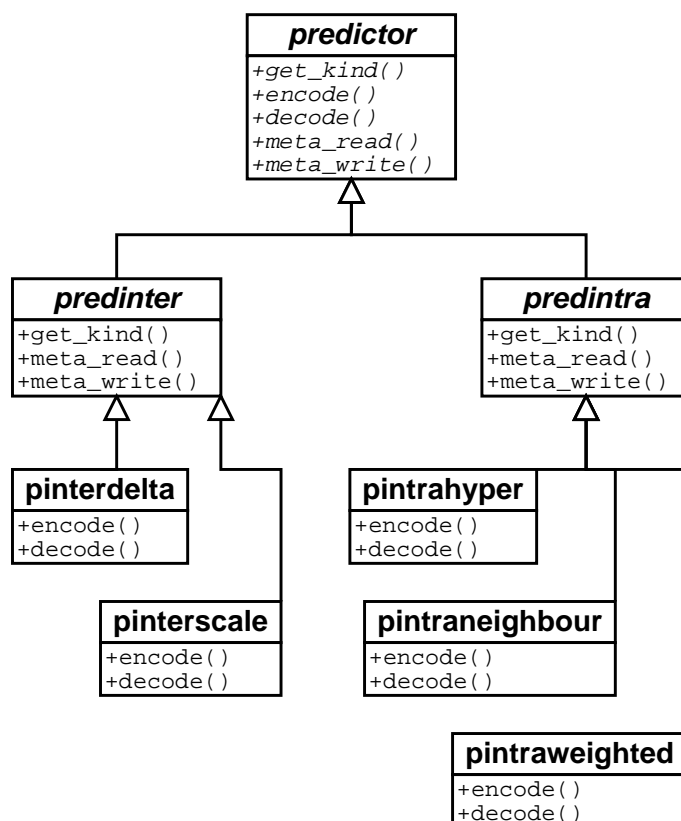 predictor
+get_kind()
+encode()
+decode()
+meta_read()
+meta_write()
predinter
+get_kind()
+meta_read()
+meta_write()
predintra
+get_kind()
+meta_read()
+meta_write()
pinterdelta
+encode()
+decode()
pintrahyper
+encode()
+decode()
pinterscale
+encode()
+decode()
pintraneighbour
+encode()
+decode()
pintraweighted
+encode()
+decode()